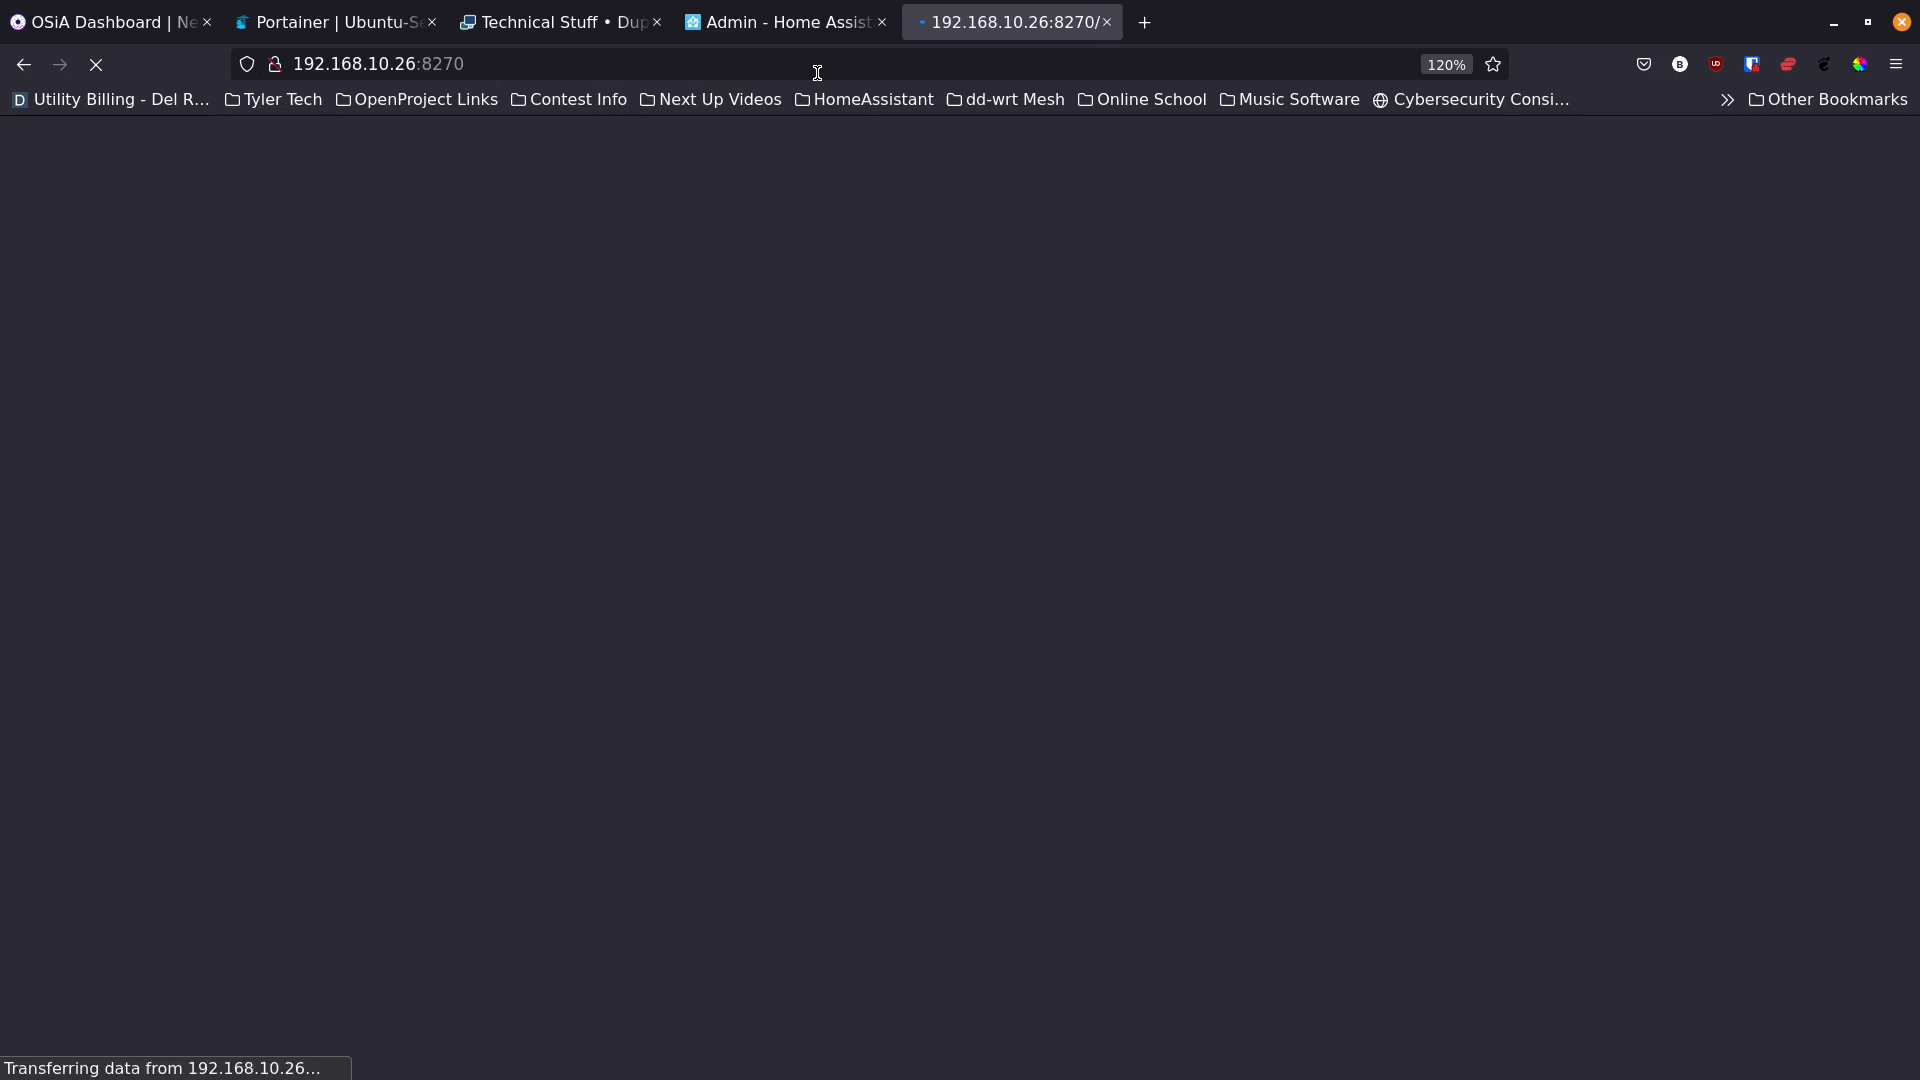 OSiA Dashboard | Ne
Portainer | Ubuntu-Se
Technical Stuff • Dup
Admin - Home Assist
192.168.10.26:8270/
192.168.10.26:8270
120%
Utility Billing - Del R...
Tyler Tech
OpenProject Links
Contest Info
Next Up Videos
HomeAssistant
dd-wrt Mesh
Online School
Music Software
Cybersecurity Consi...
Other Bookmarks
Transferring data from 192.168.10.26...